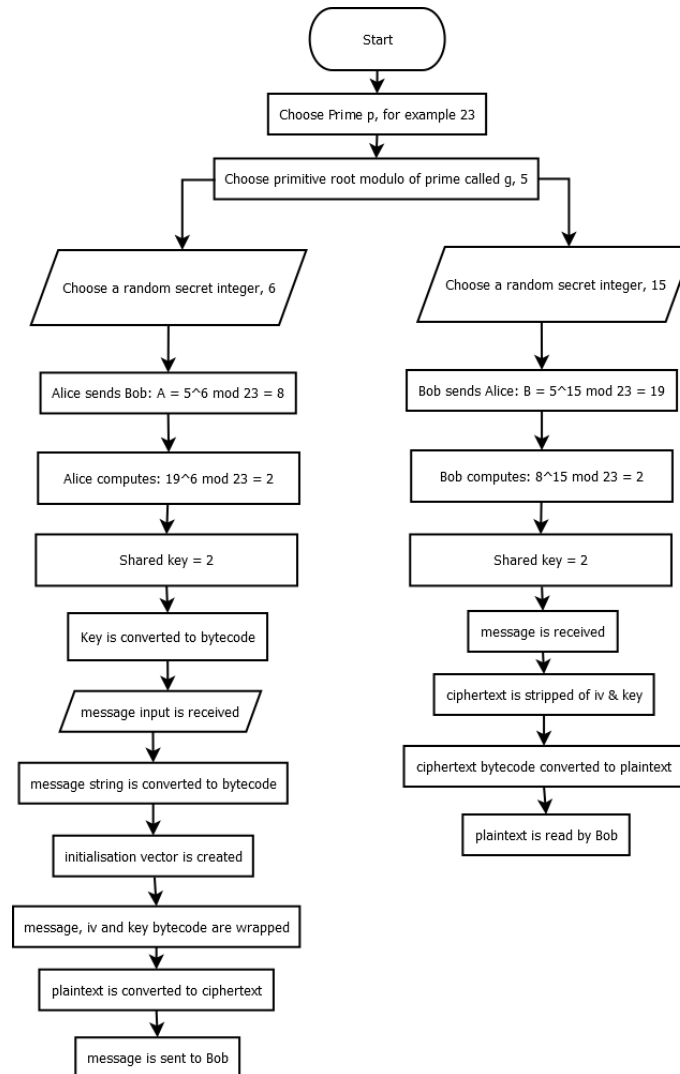 Start
Choose Prime p, for example 23
Choose primitive root modulo of prime called g, 5
Choose a random secret integer, 6
Alice sends Bob: A = 5^6 mod 23 = 8
Alice computes: 19^6 mod 23 = 2
Shared key = 2
Key is converted to bytecode
message input is received
message string is converted to bytecode
initialisation vector is created
message, iv and key bytecode are wrapped
plaintext is converted to ciphertext
message is sent to Bob
Choose a random secret integer, 15
Bob sends Alice: B = 5^15 mod 23 = 19
Bob computes: 8^15 mod 23 = 2
Shared key = 2
message is received
ciphertext is stripped of iv & key
ciphertext bytecode converted to plaintext
plaintext is read by Bob